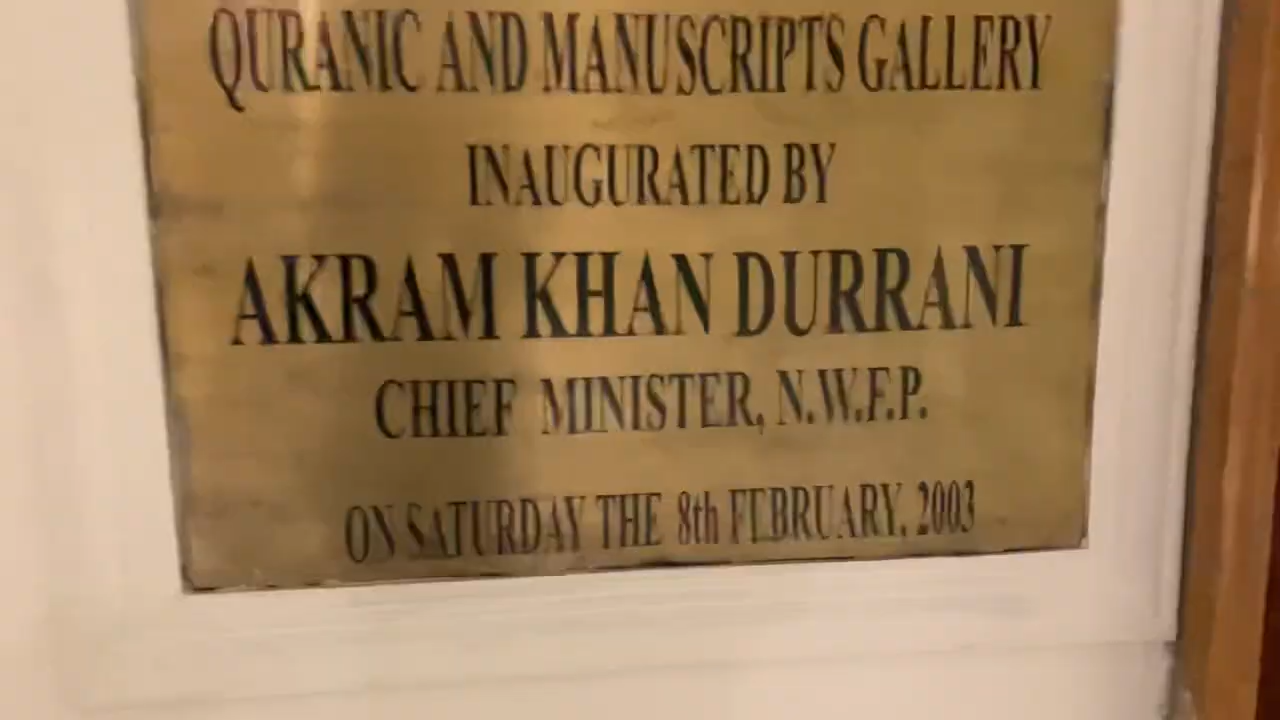 QURANIC AND MANUSCRIPTS GALLERY
INAUGURATED BY
AKRAM KHAN DURRANI
CHIEF MINISTER, N.W.F.P.
ON SATURDAY THE 8th FEBRUARY, 2003